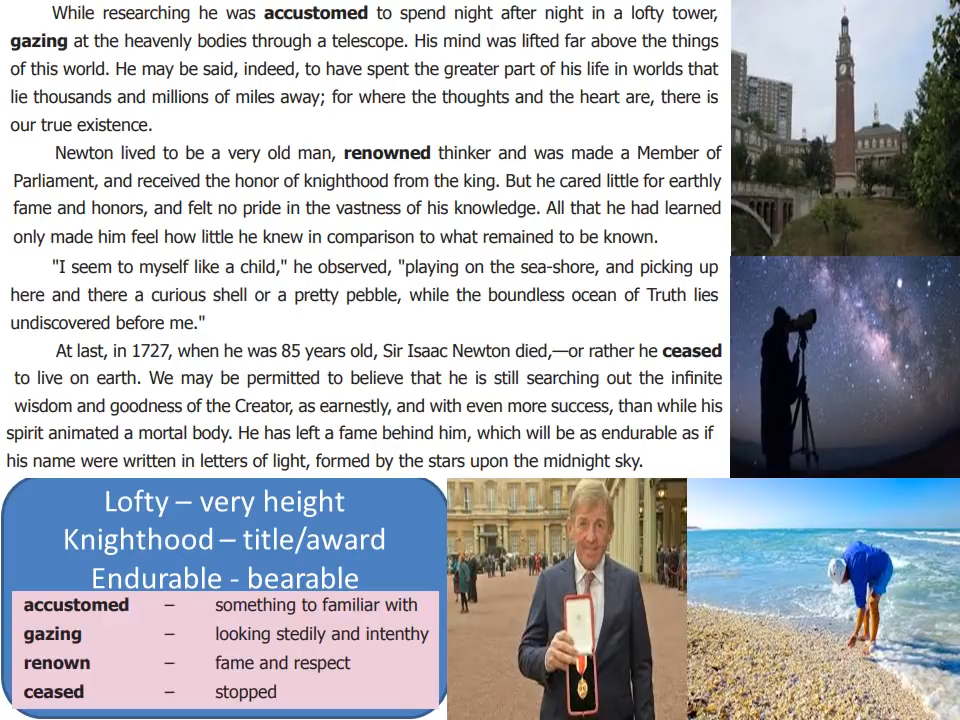 While researching he was accustomed to spend night after night in a lofty tower,
gazing at the heavenly bodies through a telescope. His mind was lifted far above the things
of this world. He may be said, indeed, to have spent the greater part of his life in worlds that
lie thousands and millions of miles away; for where the thoughts and the heart are, there is
our true existence.
Newton lived to be a very old man, renowned thinker and was made a Member of
Parliament, and received the honor of knighthood from the king. But he cared little for earthly
fame and honors, and felt no pride in the vastness of his knowledge. All that he had learned
only made him feel how little he knew in comparison to what remained to be known.
"I seem to myself like a child," he observed, "playing on the sea-shore, and picking up
here and there a curious shell or a pretty pebble, while the boundless ocean of Truth lies
undiscovered before me."
At last, in 1727, when he was 85 years old, Sir Isaac Newton died,—or rather he ceased
to live on earth. We may be permitted to believe that he is still searching out the infinite
wisdom and goodness of the Creator, as earnestly, and with even more success, than while his
spirit animated a mortal body. He has left a fame behind him, which will be as endurable as if
his name were written in letters of light, formed by the stars upon the midnight sky.
Lofty – very height
Knighthood – title/award
Endurable - bearable
accustomed – something to familiar with
gazing – looking stedily and intenthy
renown – fame and respect
ceased – stopped